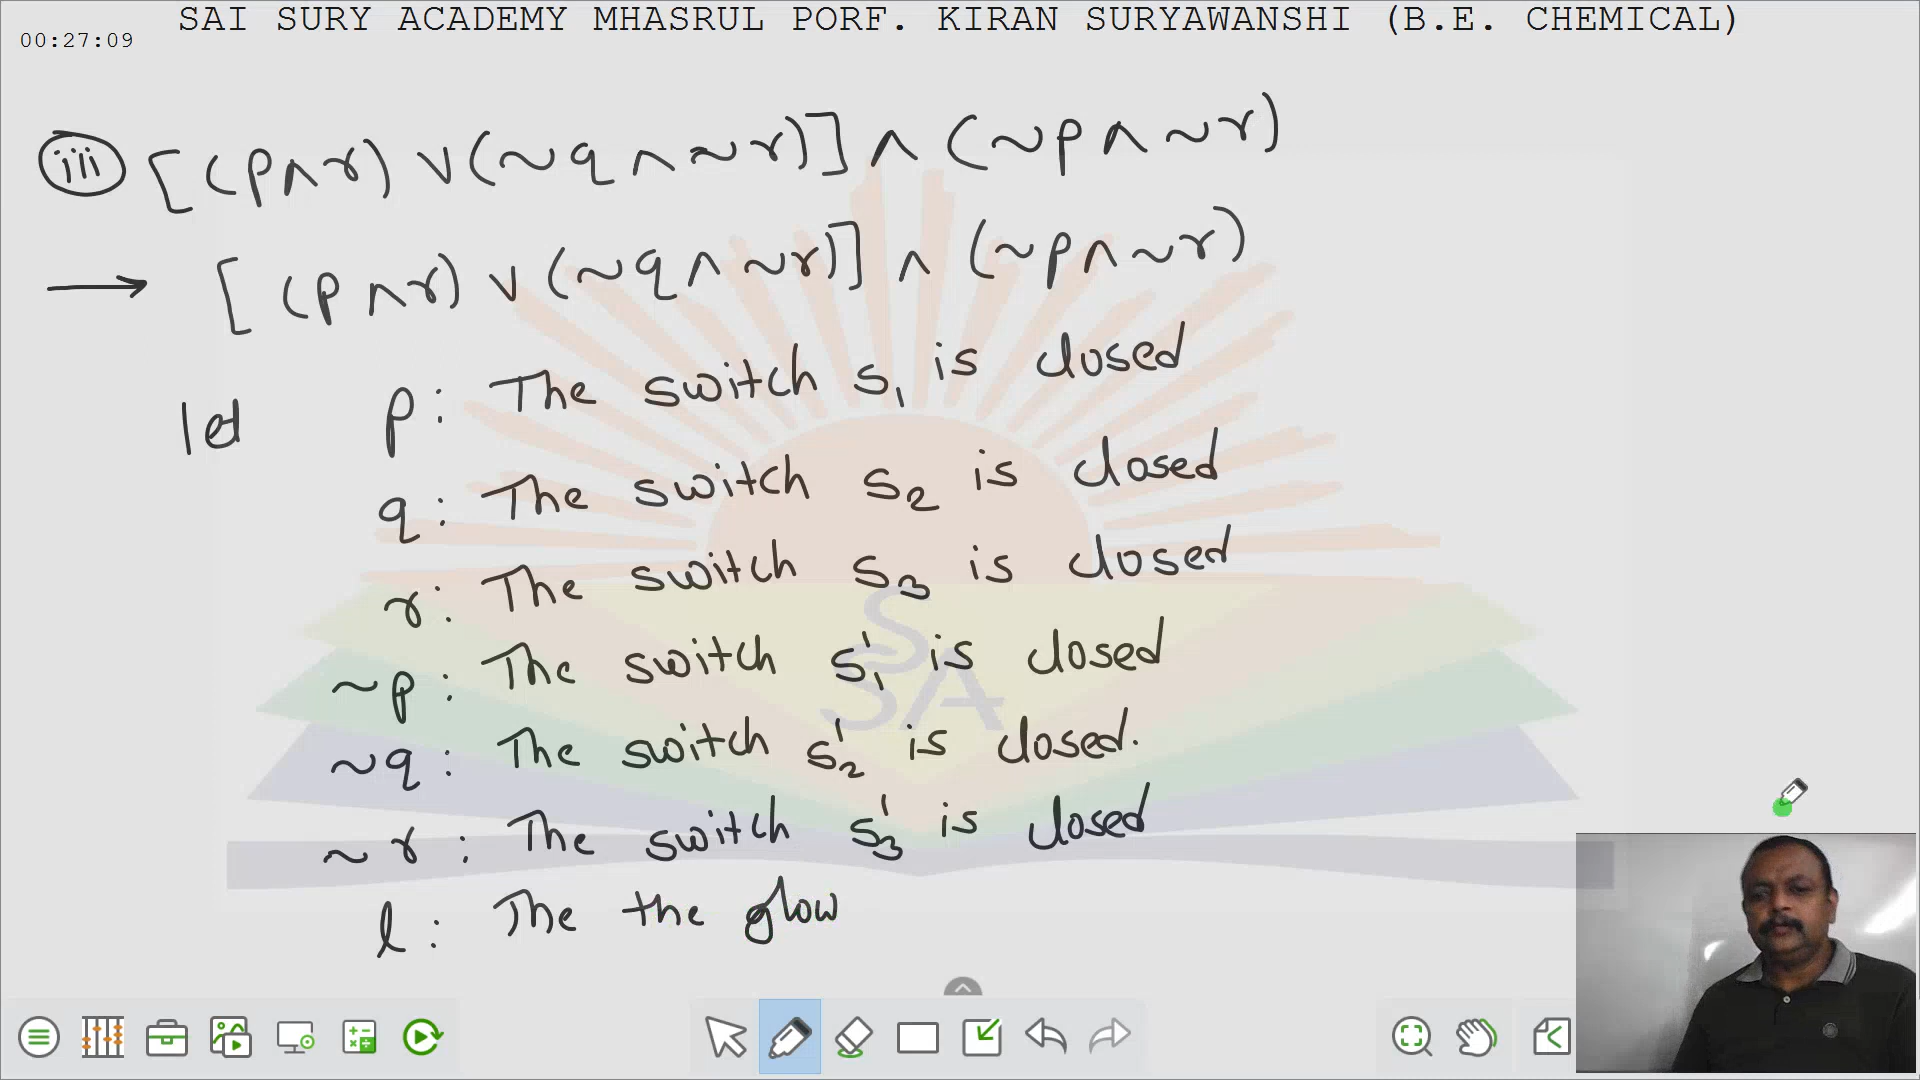 SAI SURY ACADEMY MHASRUL PORF. KIRAN SURYAWANSHI (B.E. CHEMICAL)
00:27:09
iii [(p∧r) ∨ (~q ∧ ~r)] ∧ (~p ∧ ~r)
→ [(p∧r) ∨ (~q ∧ ~r)] ∧ (~p ∧ ~r)
let p: The switch s₁ is closed
q: The switch s₂ is closed
r: The switch s₃ is closed
~p: The switch s₁' is closed
~q: The switch s₂' is closed.
~r: The switch s₃' is closed
l: The the glow
SSA